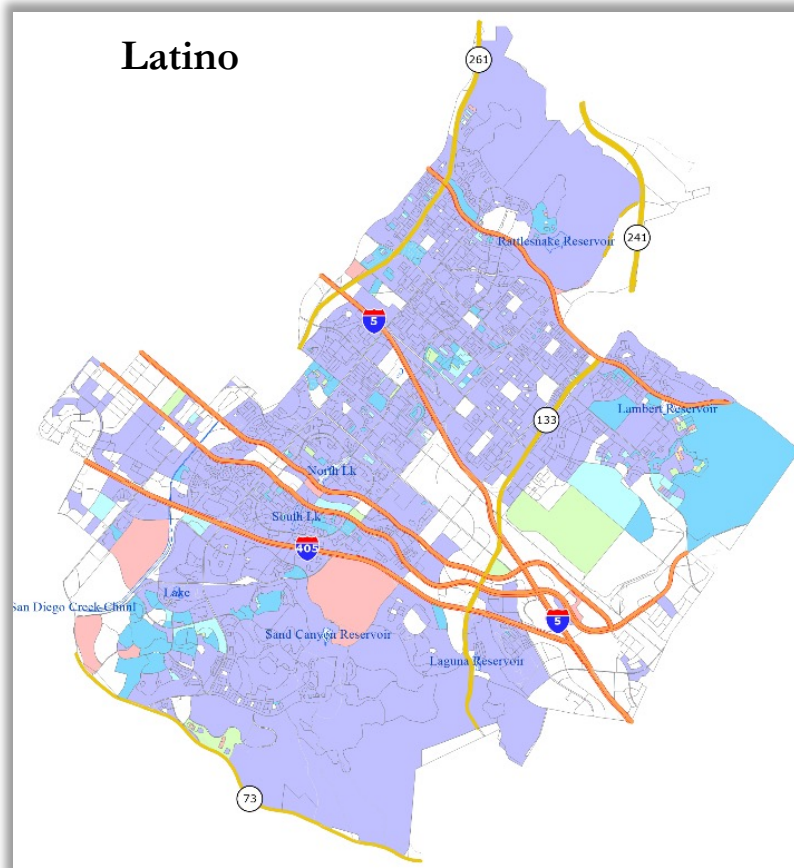 Latino
261
Rattlesnake Reservoir
241
5
Lambert Reservoir
133
North Lk
South Lk
405
Lake
San Diego Creek Chnnl
Sand Canyon Reservoir
5
Laguna Reservoir
73